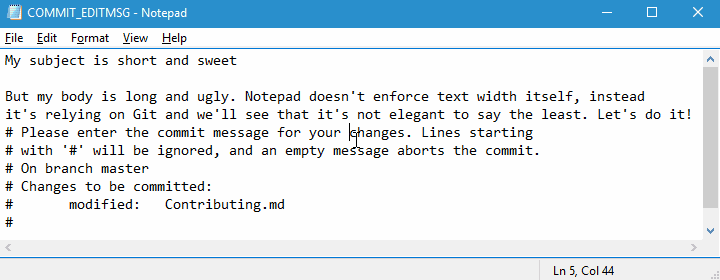 COMMIT_EDITMSG - Notepad
File Edit Format View Help
My subject is short and sweet
But my body is long and ugly. Notepad doesn't enforce text width itself, instead
it's relying on Git and we'll see that it's not elegant to say the least. Let's do it!
# Please enter the commit message for your changes. Lines starting
# with '#' will be ignored, and an empty message aborts the commit.
# On branch master
# Changes to be committed:
#       modified:   Contributing.md
#
Ln 5, Col 44